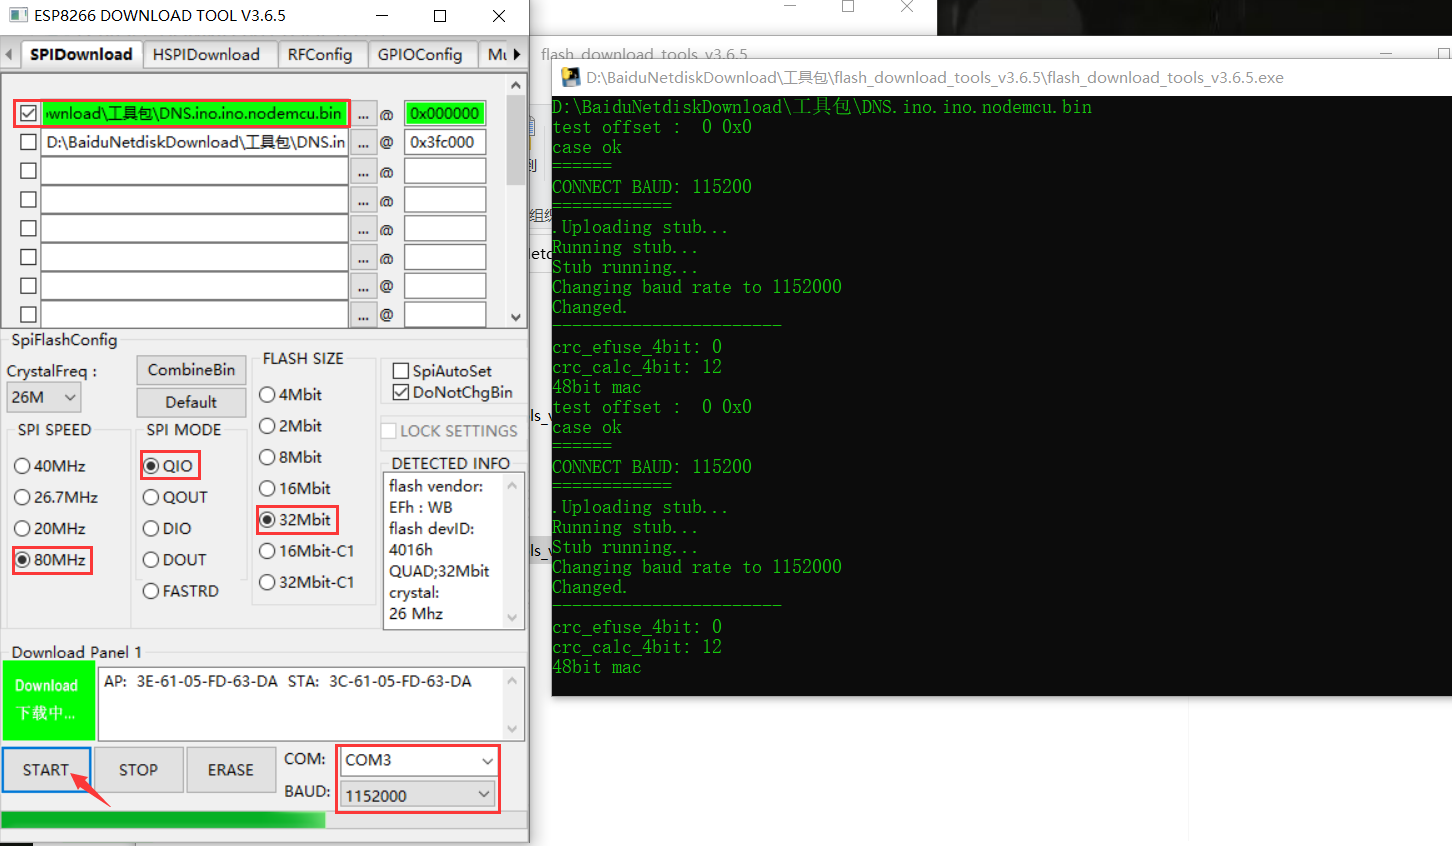 ESP8266 DOWNLOAD TOOL V3.6.5
SPIDownload HSPIDownload RFConfig GPIOConfig Mu
wnload\工具包\DNS.ino.ino.nodemcu.bin ... @ 0x000000
D:\BaiduNetdiskDownload\工具包\DNS.in ... @ 0x3fc000
... @
... @
... @
... @
... @
... @
SpiFlashConfig
CrystalFreq :
26M
CombineBin
Default
SPI SPEED
40MHz
26.7MHz
20MHz
80MHz
SPI MODE
QIO
QOUT
DIO
DOUT
FASTRD
FLASH SIZE
4Mbit
2Mbit
8Mbit
16Mbit
32Mbit
16Mbit-C1
32Mbit-C1
SpiAutoSet
DoNotChgBin
LOCK SETTINGS
DETECTED INFO
flash vendor:
EFh : WB
flash devID:
4016h
QUAD;32Mbit
crystal:
26 Mhz
Download Panel 1
Download
下载中...
AP: 3E-61-05-FD-63-DA STA: 3C-61-05-FD-63-DA
START STOP ERASE
COM: COM3
BAUD: 1152000
flash_download_tools_v3.6.5
组织
ls_v
ls_v
D:\BaiduNetdiskDownload\工具包\flash_download_tools_v3.6.5\flash_download_tools_v3.6.5.exe
D:\BaiduNetdiskDownload\工具包\DNS.ino.ino.nodemcu.bin
test offset :  0 0x0
case ok
======
CONNECT BAUD: 115200
============
.Uploading stub...
Running stub...
Stub running...
Changing baud rate to 1152000
Changed.
-----------------------
crc_efuse_4bit: 0
crc_calc_4bit: 12
48bit mac
test offset :  0 0x0
case ok
======
CONNECT BAUD: 115200
============
.Uploading stub...
Running stub...
Stub running...
Changing baud rate to 1152000
Changed.
-----------------------
crc_efuse_4bit: 0
crc_calc_4bit: 12
48bit mac